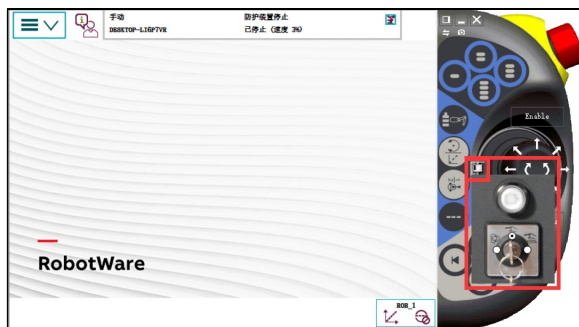 手动
防护装置停止
DESKTOP-LI6P7VR
已停止 (速度 3%)
Enable
RobotWare
ROB_1